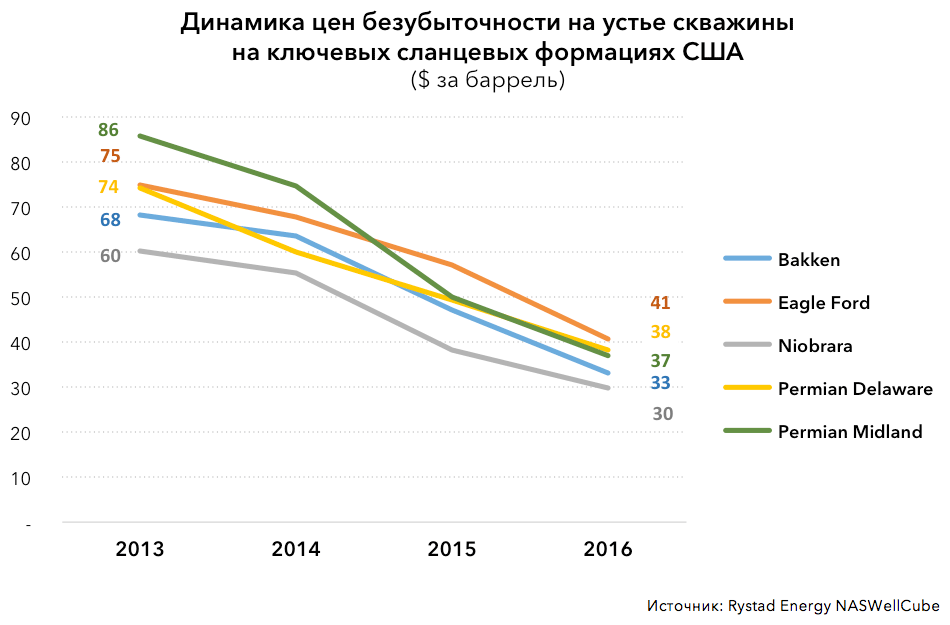 Динамика цен безубыточности на устье скважины
на ключевых сланцевых формациях США
($ за баррель)
90
80
70
60
50
40
30
20
10
-
86
75
74
68
60
41
38
37
33
30
2013 2014 2015 2016
Bakken
Eagle Ford
Niobrara
Permian Delaware
Permian Midland
Источник: Rystad Energy NASWellCube